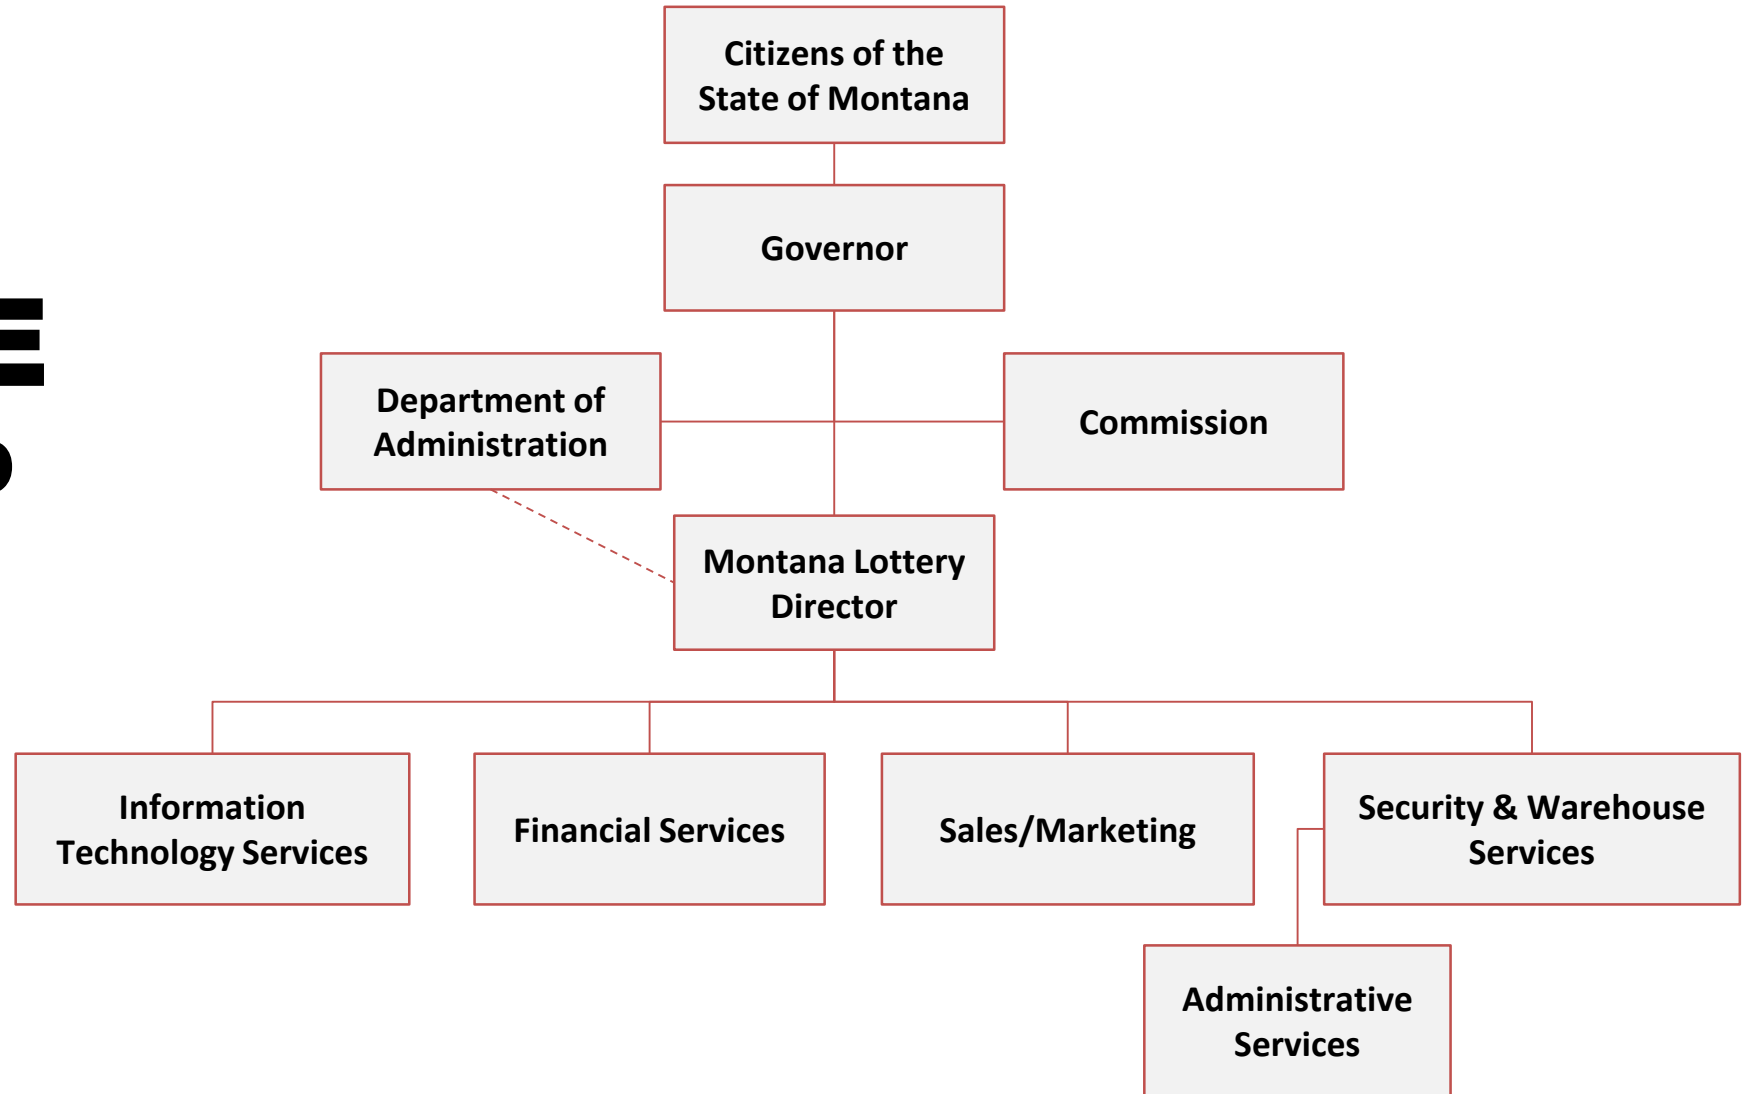 Citizens of the
State of Montana
Governor
Department of
Administration
Commission
Montana Lottery
Director
Information
Technology Services
Financial Services
Sales/Marketing
Security & Warehouse
Services
Administrative
Services